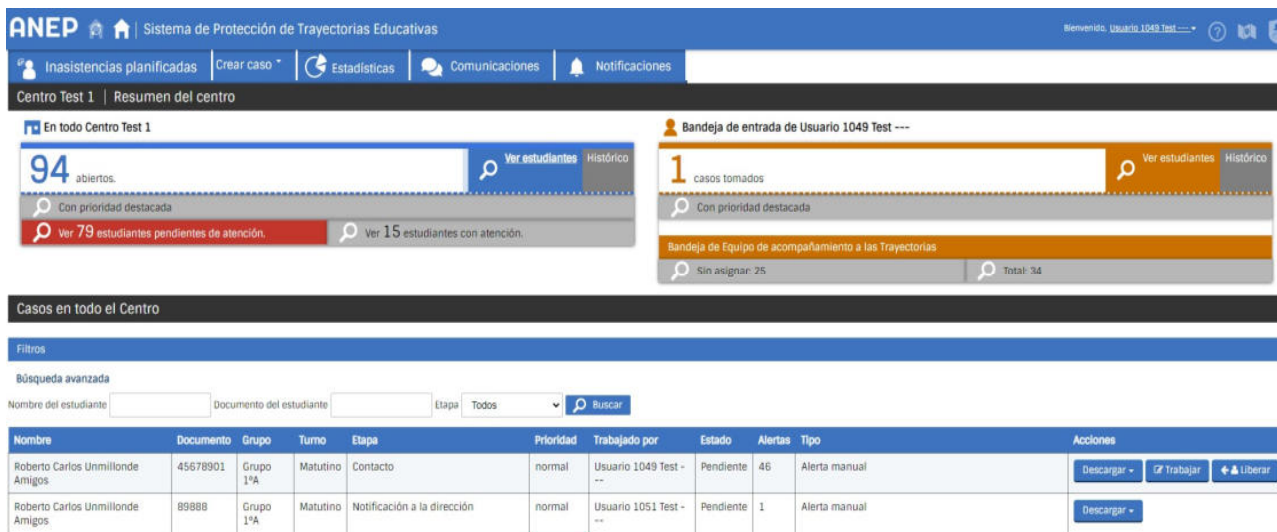 ANEP | Sistema de Protección de Trayectorias Educativas
Bienvenido, Usuario 1049 Test ---
Inasistencias planificadas
Crear caso
Estadísticas
Comunicaciones
Notificaciones
Centro Test 1 | Resumen del centro
En todo Centro Test 1
94 abiertos.
Ver estudiantes
Histórico
Con prioridad destacada
Ver 79 estudiantes pendientes de atención.
Ver 15 estudiantes con atención.
Bandeja de entrada de Usuario 1049 Test ---
1 casos tomados
Ver estudiantes
Histórico
Con prioridad destacada
Bandeja de Equipo de acompañamiento a las Trayectorias
Sin asignar: 25
Total: 34
Casos en todo el Centro
Filtros
Búsqueda avanzada
Nombre del estudiante Documento del estudiante Etapa Todos Buscar
Nombre Documento Grupo Turno Etapa Prioridad Trabajado por Estado Alertas Tipo Acciones
Roberto Carlos Unmillonde 45678901 Grupo Matutino Contacto normal Usuario 1049 Test - Pendiente 46 Alerta manual Descargar Trabajar Liberar
Amigos 1ºA --
Roberto Carlos Unmillonde 89888 Grupo Matutino Notificación a la dirección normal Usuario 1051 Test - Pendiente 1 Alerta manual Descargar
Amigos 1ºA --